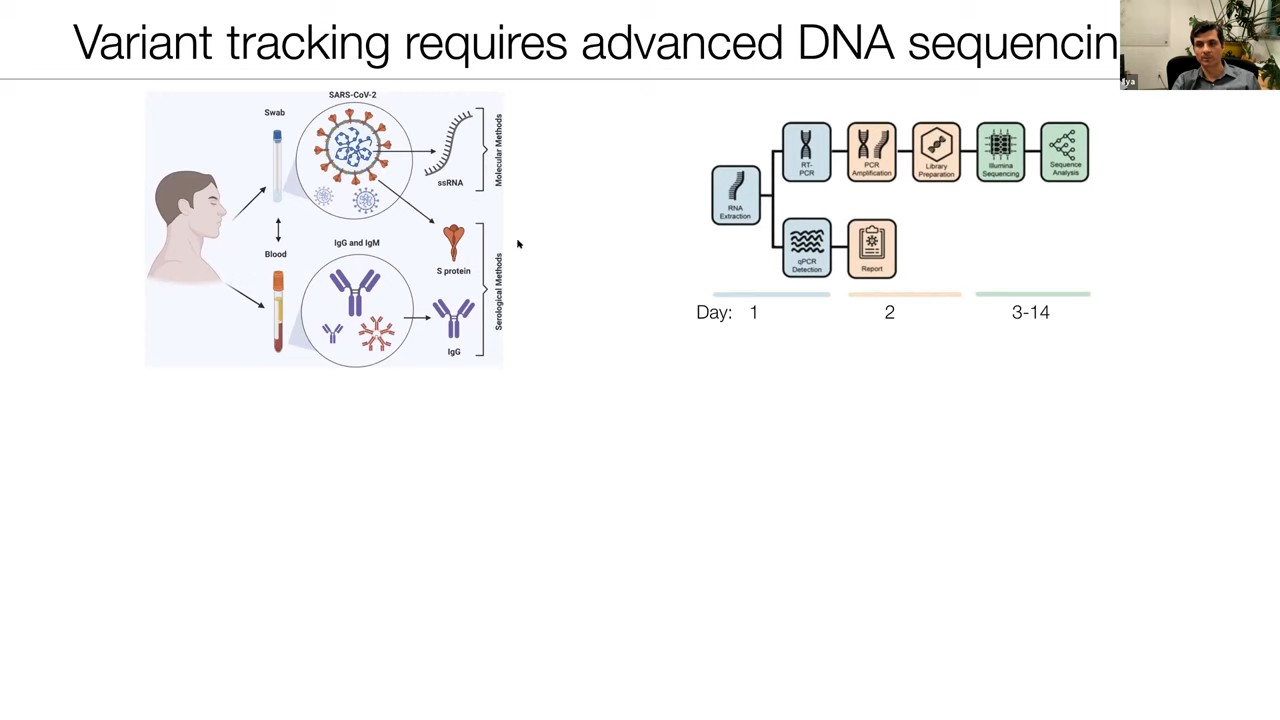 Variant tracking requires advanced DNA sequencin
lya
SARS-CoV-2
Swab
ssRNA
Molecular Methods
IgG and IgM
Blood
S protein
IgG
Serological Methods
RNA
Extraction
RT-
PCR
PCR
Amplification
Library
Preparation
Illumina
Sequencing
Sequence
Analysis
qPCR
Detection
Report
Day: 1 2 3-14